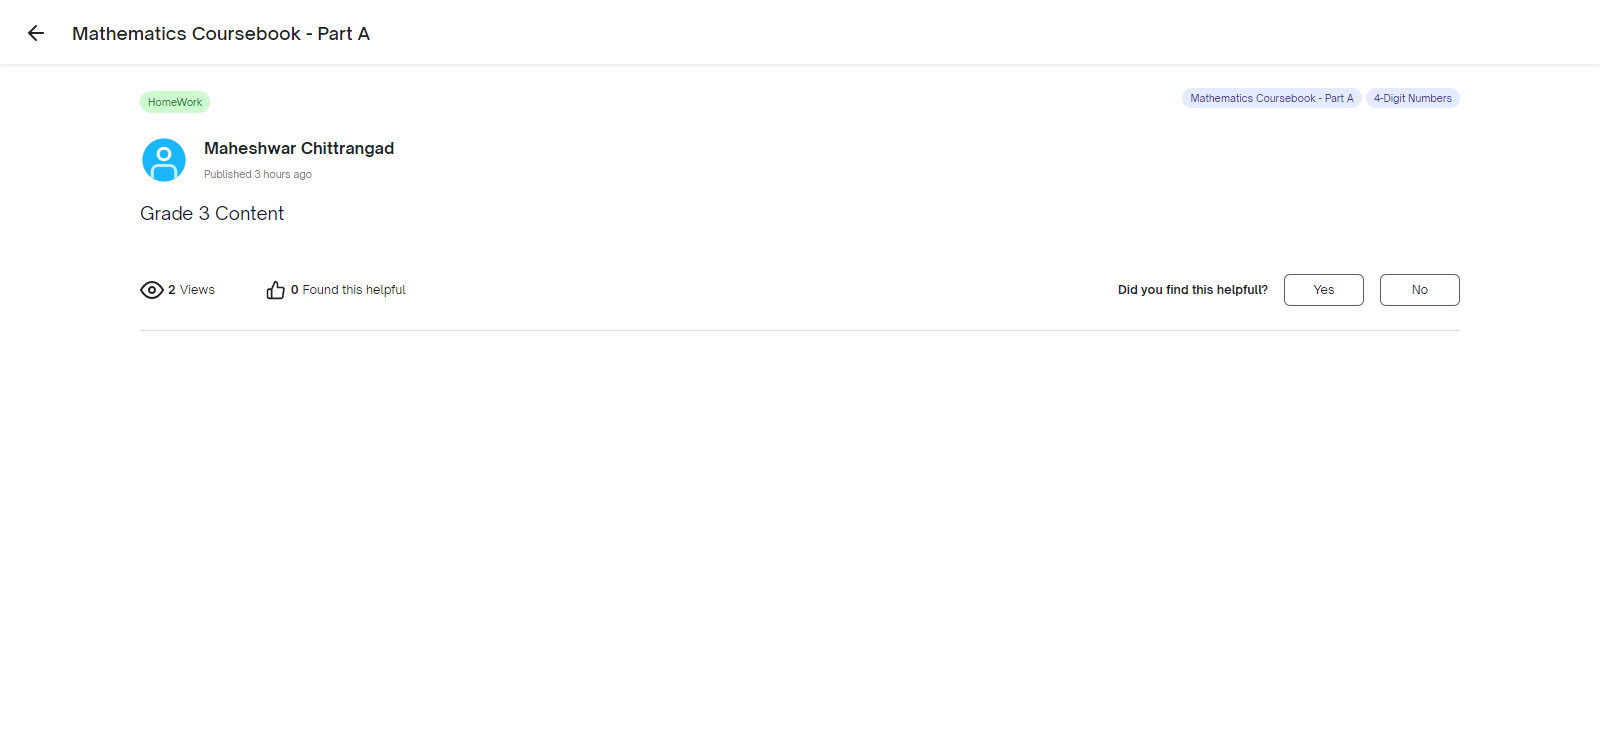 Mathematics Coursebook - Part A
HomeWork
Mathematics Coursebook - Part A
4-Digit Numbers
Maheshwar Chittrangad
Published 3 hours ago
Grade 3 Content
2 Views
0 Found this helpful
Did you find this helpfull?
Yes
No